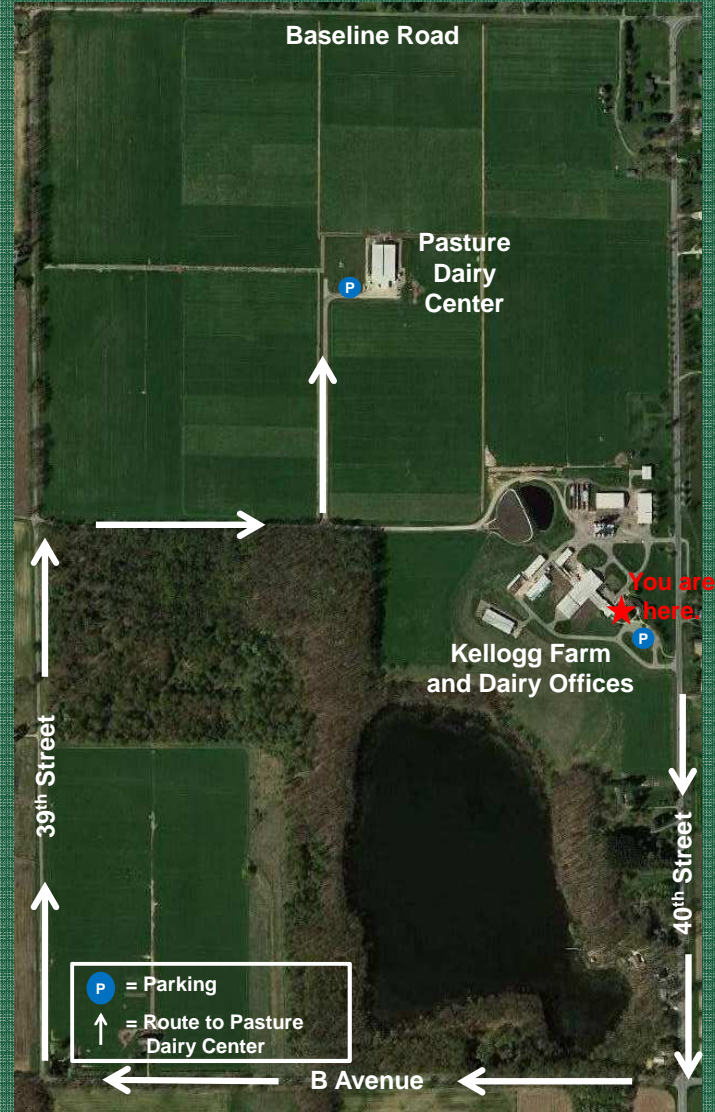 Baseline Road
Pasture
Dairy
Center
P
You are
here.
P
Kellogg Farm
and Dairy Offices
39th Street
40th Street
P = Parking
= Route to Pasture
Dairy Center
B Avenue